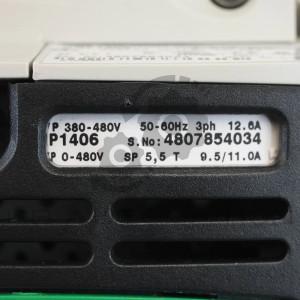 /P 380-480V 50-60Hz 3ph 12.6A
P1406 S.No: 4807854034
/P 0-480V SP 5,5 T 9.5/11.0A